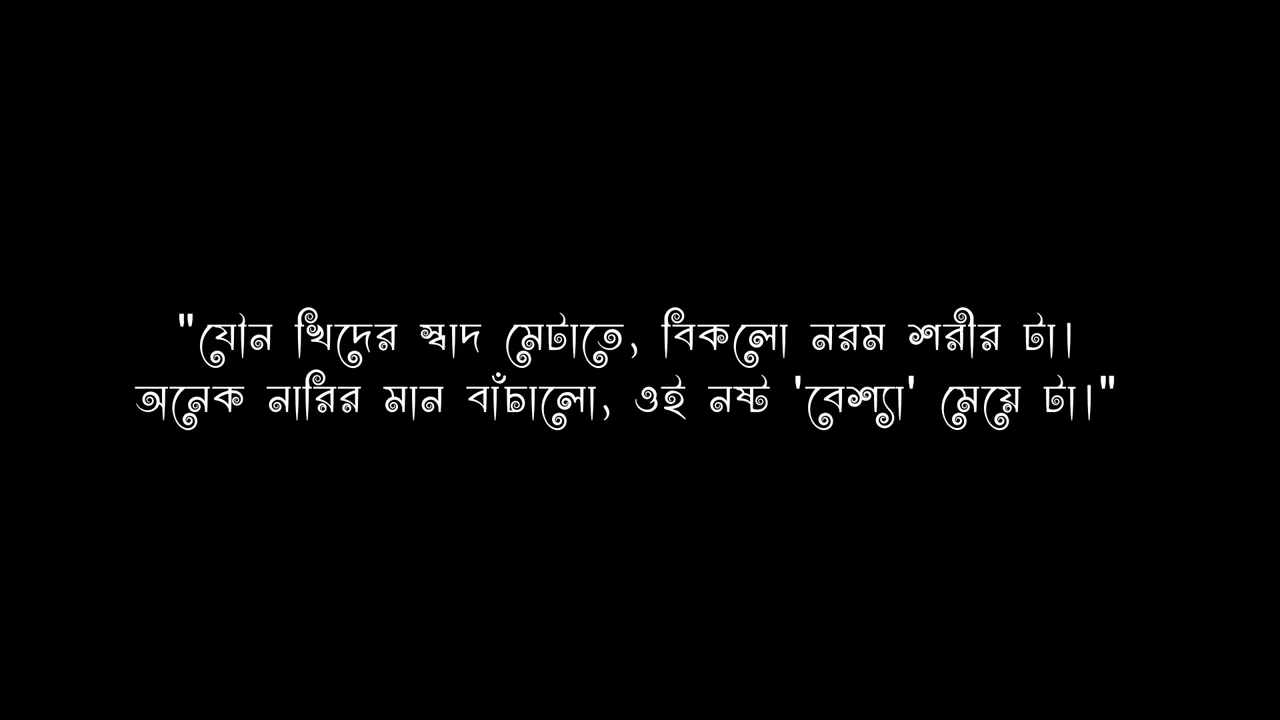 "যৌন খিদের স্বাদ মেটাতে, বিকলো নরম শরীর টা।
অনেক নারির মান বাঁচালো, ওই নষ্ট 'বেশ্যা' মেয়ে টা।"